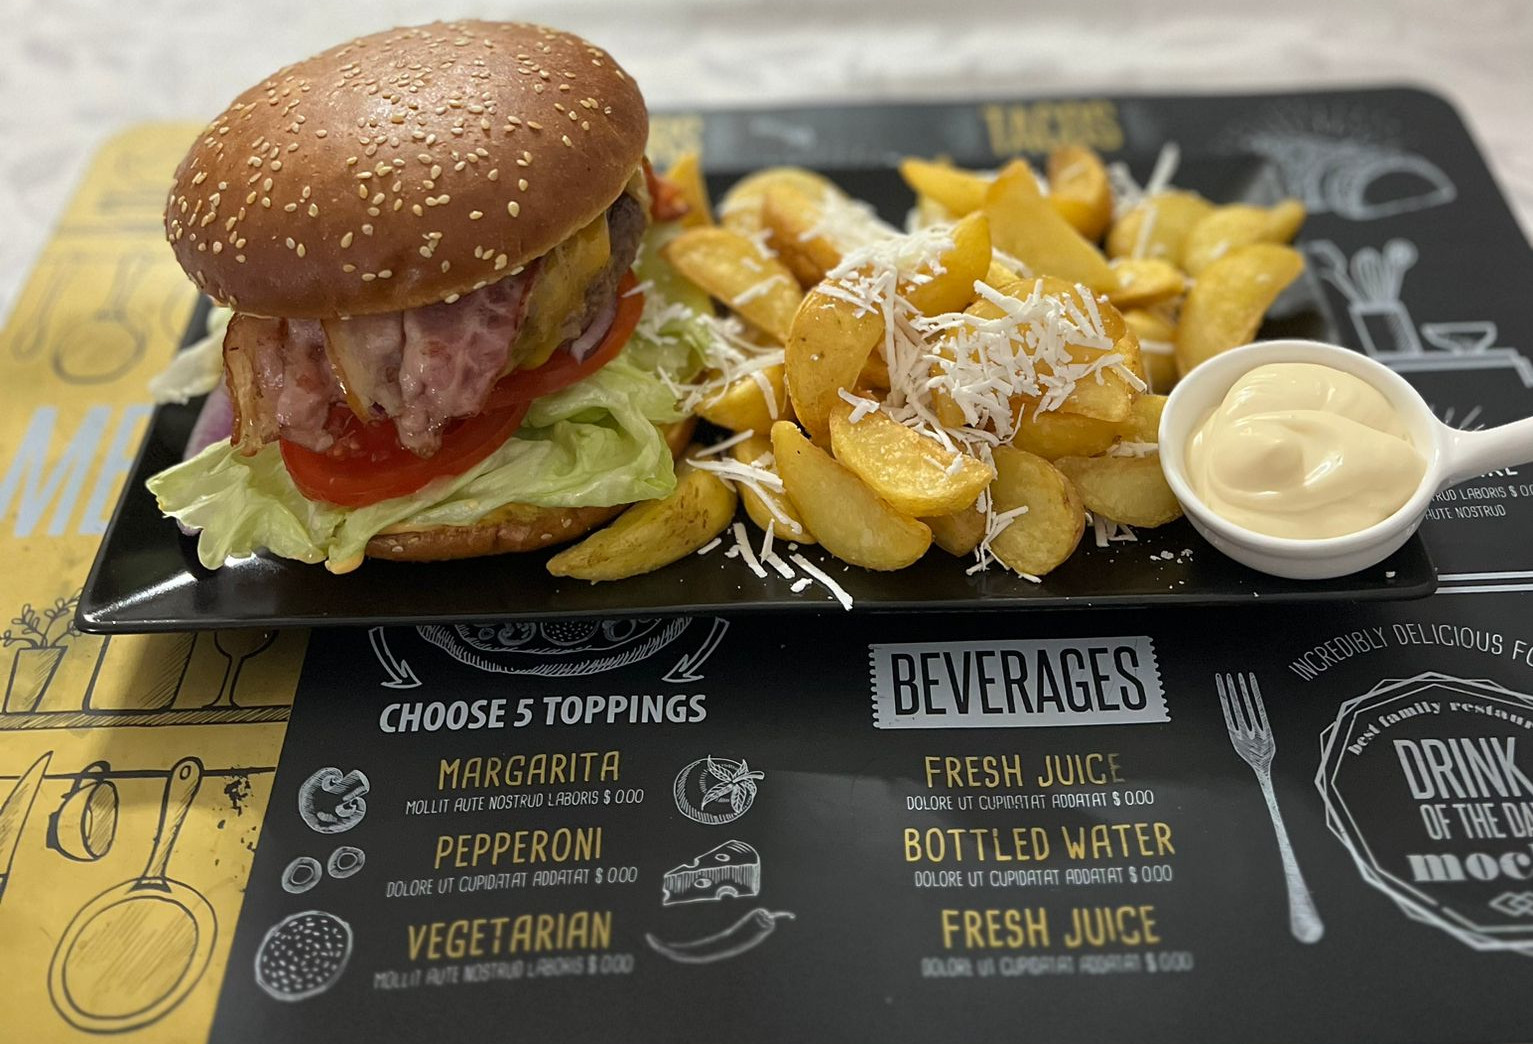 TACOS
CHOOSE 5 TOPPINGS
MARGARITA
MOLLIT AUTE NOSTRUD LABORIS $ 0.00
PEPPERONI
DOLORE UT CUPIDATAT ADDATAT $ 0.00
VEGETARIAN
MOLLIT AUTE NOSTRUD LABORIS $ 0.00
BEVERAGES
FRESH JUICE
DOLORE UT CUPIDATAT ADDATAT $ 0.00
BOTTLED WATER
DOLORE UT CUPIDATAT ADDATAT $ 0.00
FRESH JUICE
DOLORE UT CUPIDATAT ADDATAT $ 0.00
LABORIS $ 0.0
AUTE NOSTRUD
INCREDIBLY DELICIOUS FO
best family restaur
DRINK
OF THE DA